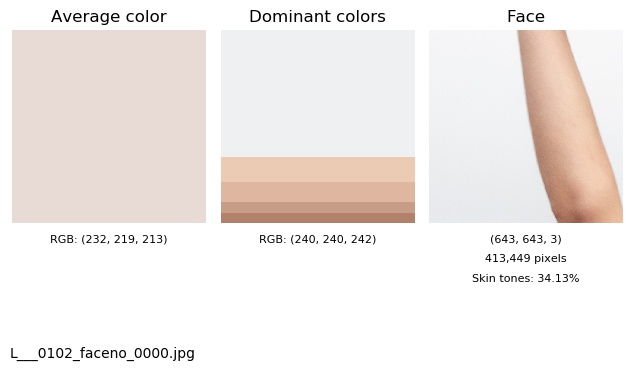 Average color
Dominant colors
Face
RGB: (232, 219, 213)
RGB: (240, 240, 242)
(643, 643, 3)
413,449 pixels
Skin tones: 34.13%
L___0102_faceno_0000.jpg